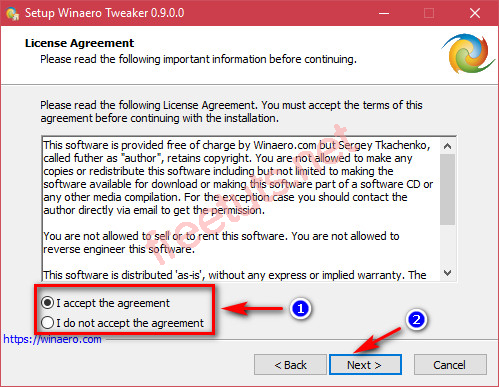 Setup Winaero Tweaker 0.9.0.0
License Agreement
Please read the following important information before continuing.
Please read the following License Agreement. You must accept the terms of this
agreement before continuing with the installation.
This software is provided free of charge by Winaero.com but Sergey Tkachenko,
called futher as "author", retains copyright. You are not allowed to make any
copies or redistribute this software including but not limited to making the
software available for download or making this software part of a software CD or
any other media compilation. For the exception case you should contact the
author directly via email to get the permission.
You are not allowed to sell or to rent this software. You are not allowed to
reverse engineer this software.
This software is distributed 'as-is', without any express or implied warranty. The
freetuts.net
I accept the agreement
1
I do not accept the agreement
2
https://winaero.com
< Back
Next >
Cancel